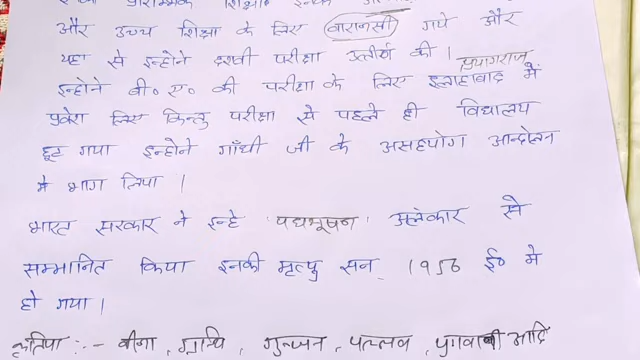 और उच्च शिक्षा के लिए वाराणसी गये और
यहा से इन्होने दसवी परीक्षा उत्तीर्ण की।
प्रयागराज
इन्होने बी० ए० की परीक्षा के लिए इलाहाबाद में
प्रवेश लिए किन्तु परीक्षा से पहले ही विद्यालय
छूट गया इन्होने गाँधी जी के असहयोग आन्दोलन
मे भाग लिया।
भारत सरकार ने इन्हे पद्मभूषण अलंकार से
सम्मानित किया इनकी मृत्यु सन् ई० मे
हो गया।
कृतिया :- वीणा, ग्रन्थि, गुन्जन, पल्लव, युगवाणी आदि